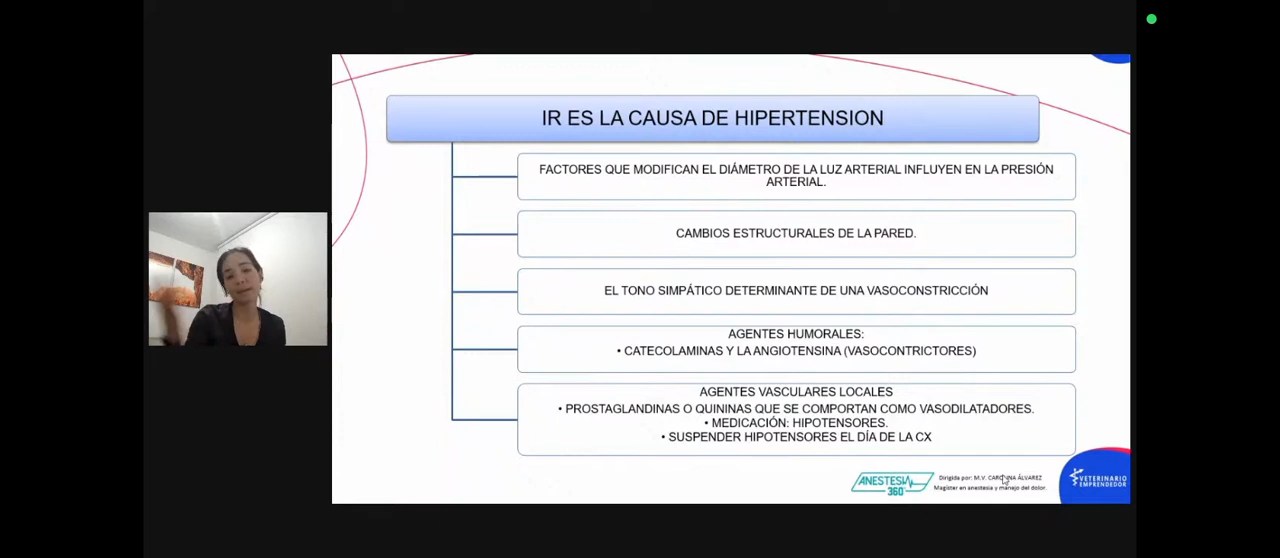 IR ES LA CAUSA DE HIPERTENSION
FACTORES QUE MODIFICAN EL DIÁMETRO DE LA LUZ ARTERIAL INFLUYEN EN LA PRESIÓN
ARTERIAL.
CAMBIOS ESTRUCTURALES DE LA PARED.
EL TONO SIMPÁTICO DETERMINANTE DE UNA VASOCONSTRICCIÓN
AGENTES HUMORALES:
• CATECOLAMINAS Y LA ANGIOTENSINA (VASOCONTRICTORES)
AGENTES VASCULARES LOCALES
• PROSTAGLANDINAS O QUININAS QUE SE COMPORTAN COMO VASODILATADORES.
• MEDICACIÓN: HIPOTENSORES.
• SUSPENDER HIPOTENSORES EL DÍA DE LA CX
ANESTESIA
360°
Dirigida por: M.V. CAROLINA ÁLVAREZ
Magister en anestesia y manejo del dolor.
VETERINARIO
EMPRENDEDOR